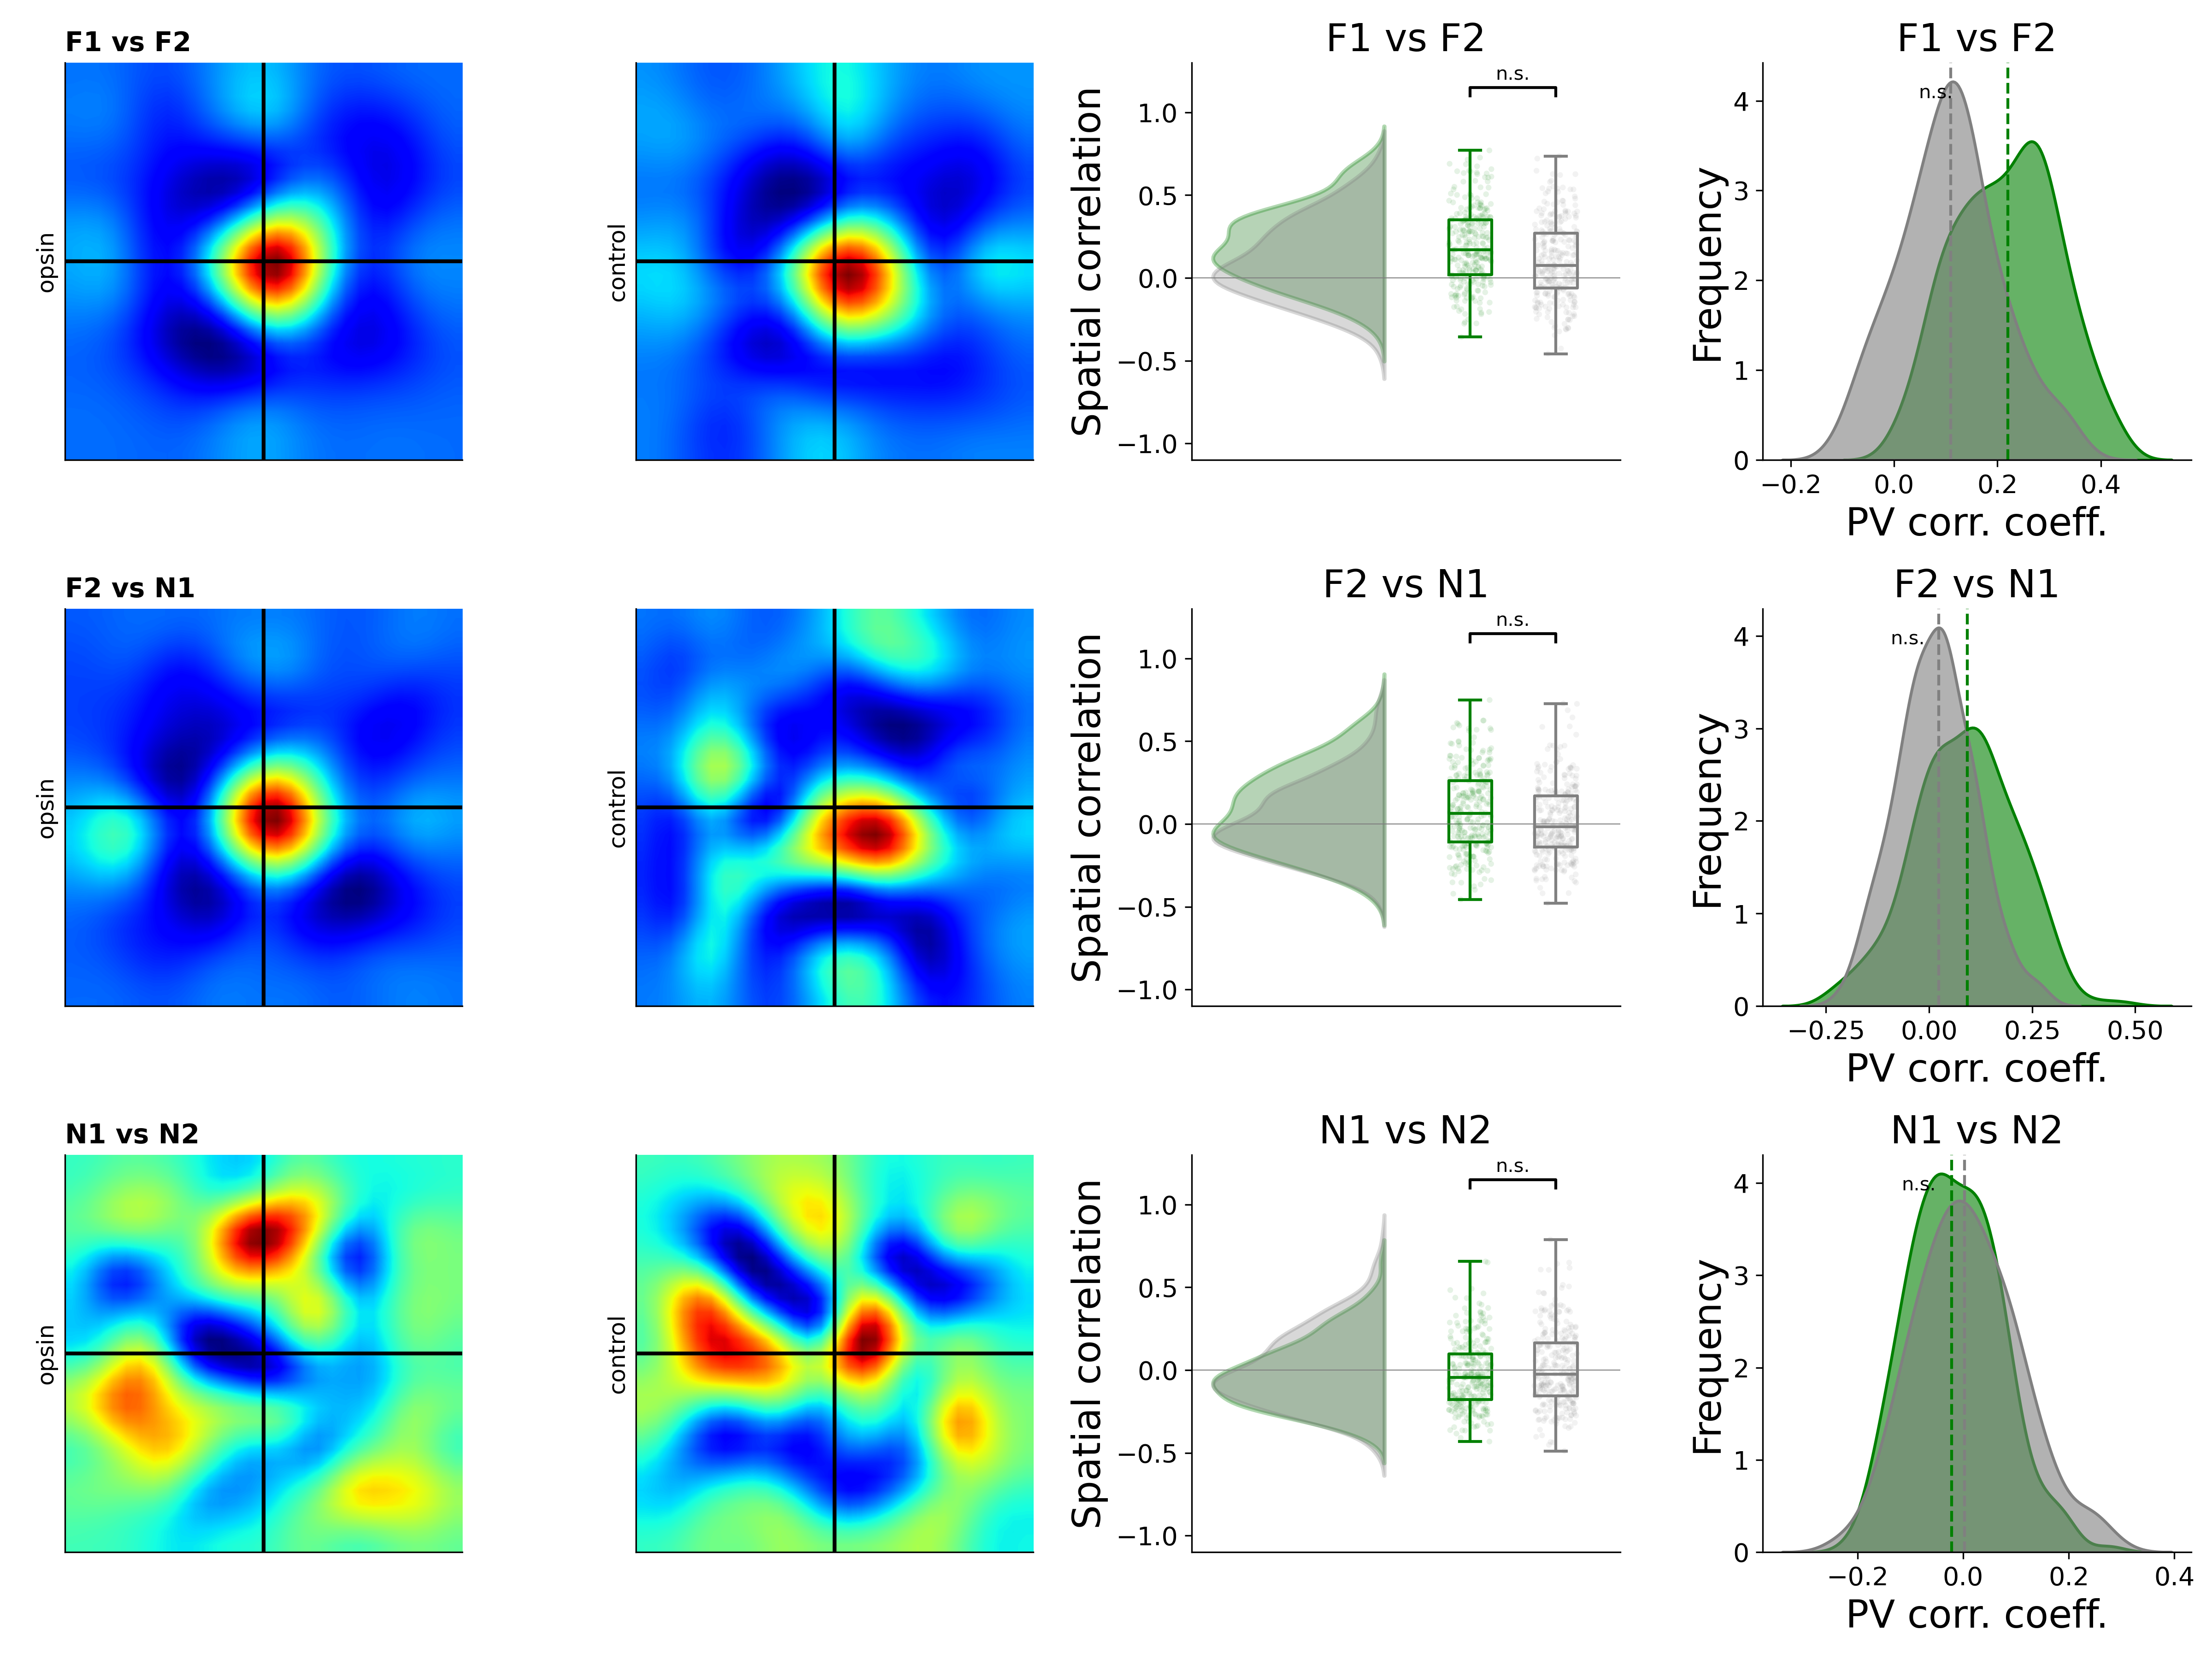 F1 vs F2
opsin
control
F1 vs F2
Spatial correlation
1.0
0.5
0.0
−0.5
−1.0
n.s.
F1 vs F2
Frequency
4
3
2
1
0
n.s.
−0.2 0.0 0.2 0.4
PV corr. coeff.
F2 vs N1
opsin
control
F2 vs N1
Spatial correlation
1.0
0.5
0.0
−0.5
−1.0
n.s.
F2 vs N1
Frequency
4
3
2
1
0
n.s.
−0.25 0.00 0.25 0.50
PV corr. coeff.
N1 vs N2
opsin
control
N1 vs N2
Spatial correlation
1.0
0.5
0.0
−0.5
−1.0
n.s.
N1 vs N2
Frequency
4
3
2
1
0
n.s.
−0.2 0.0 0.2 0.4
PV corr. coeff.